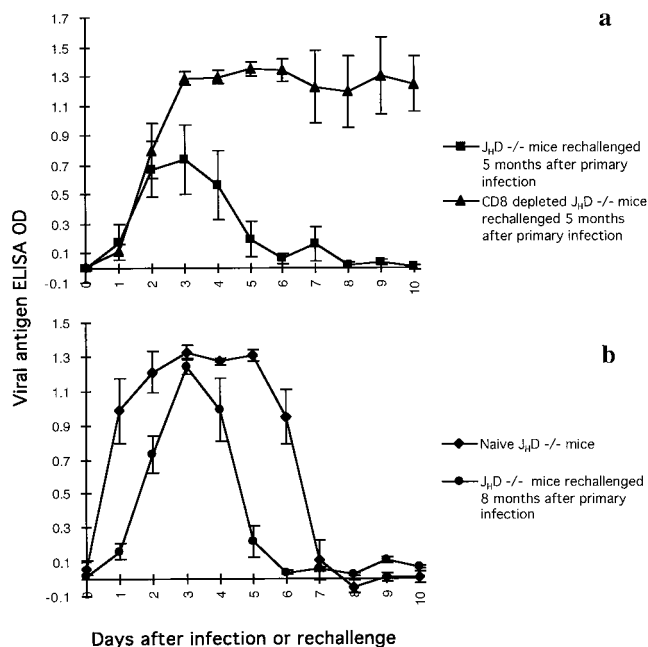 a
1.7
1.5
1.3
1.1
0.9
0.7
0.5
0.3
0.1
-0.1
0 1 2 3 4 5 6 7 8 9 10
JHD -/- mice rechallenged
5 months after primary
infection
CD8 depleted JHD -/- mice
rechallenged 5 months
after primary infection
Viral antigen ELISA OD
b
1.5
1.3
1.1
0.9
0.7
0.5
0.3
0.1
-0.1
0 1 2 3 4 5 6 7 8 9 10
Naive JHD -/- mice
JHD -/- mice rechallenged
8 months after primary
infection
Days after infection or rechallenge